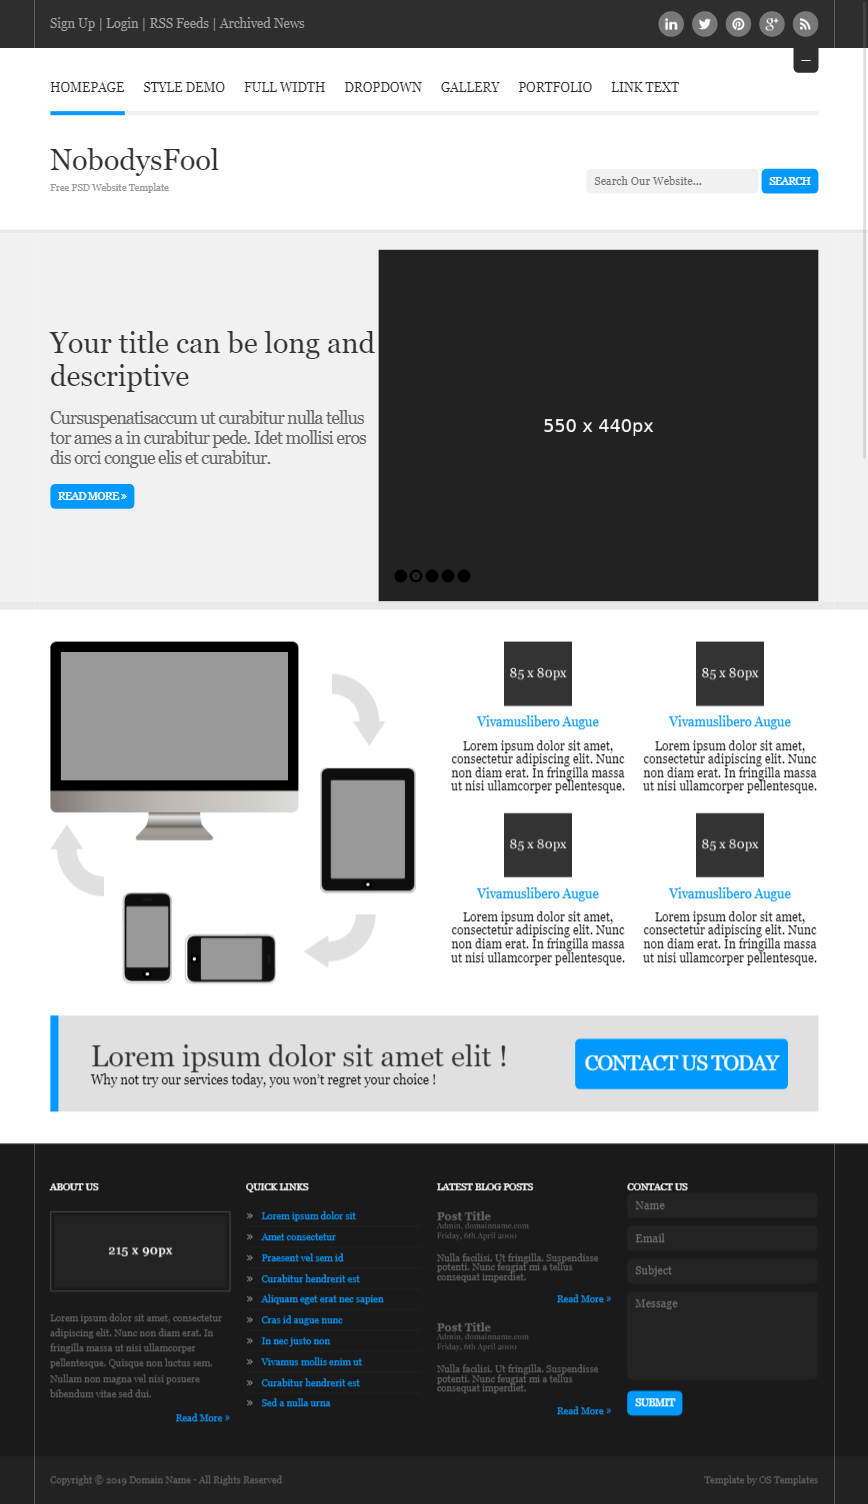 Sign Up | Login | RSS Feeds | Archived News
HOMEPAGE STYLE DEMO FULL WIDTH DROPDOWN GALLERY PORTFOLIO LINK TEXT
NobodysFool
Free PSD Website Template
Search Our Website... SEARCH
Your title can be long and
descriptive
Cursuspenatisaccum ut curabitur nulla tellus
tor ames a in curabitur pede. Idet mollisi eros
dis orci congue elis et curabitur.
READ MORE »
550 x 440px
85 x 80px
Vivamuslibero Augue
Lorem ipsum dolor sit amet,
consectetur adipiscing elit. Nunc
non diam erat. In fringilla massa
ut nisi ullamcorper pellentesque.
85 x 80px
Vivamuslibero Augue
Lorem ipsum dolor sit amet,
consectetur adipiscing elit. Nunc
non diam erat. In fringilla massa
ut nisi ullamcorper pellentesque.
85 x 80px
Vivamuslibero Augue
Lorem ipsum dolor sit amet,
consectetur adipiscing elit. Nunc
non diam erat. In fringilla massa
ut nisi ullamcorper pellentesque.
85 x 80px
Vivamuslibero Augue
Lorem ipsum dolor sit amet,
consectetur adipiscing elit. Nunc
non diam erat. In fringilla massa
ut nisi ullamcorper pellentesque.
Lorem ipsum dolor sit amet elit !
Why not try our services today, you won't regret your choice !
CONTACT US TODAY
ABOUT US
215 x 90px
Lorem ipsum dolor sit amet, consectetur
adipiscing elit. Nunc non diam erat. In
fringilla massa ut nisi ullamcorper
pellentesque. Quisque non luctus sem.
Nullam non magna vel nisi posuere
bibendum vitae sed dui.
Read More »
QUICK LINKS
» Lorem ipsum dolor sit
» Amet consectetur
» Praesent vel sem id
» Curabitur hendrerit est
» Aliquam eget erat nec sapien
» Cras id augue nunc
» In nec justo non
» Vivamus mollis enim ut
» Curabitur hendrerit est
» Sed a nulla urna
LATEST BLOG POSTS
Post Title
Admin, domainname.com
Friday, 6th April 2000
Nulla facilisi. Ut fringilla. Suspendisse
potenti. Nunc feugiat mi a tellus
consequat imperdiet.
Read More »
Post Title
Admin, domainname.com
Friday, 6th April 2000
Nulla facilisi. Ut fringilla. Suspendisse
potenti. Nunc feugiat mi a tellus
consequat imperdiet.
Read More »
CONTACT US
Name
Email
Subject
Message
SUBMIT
Copyright © 2019 Domain Name - All Rights Reserved
Template by OS Templates